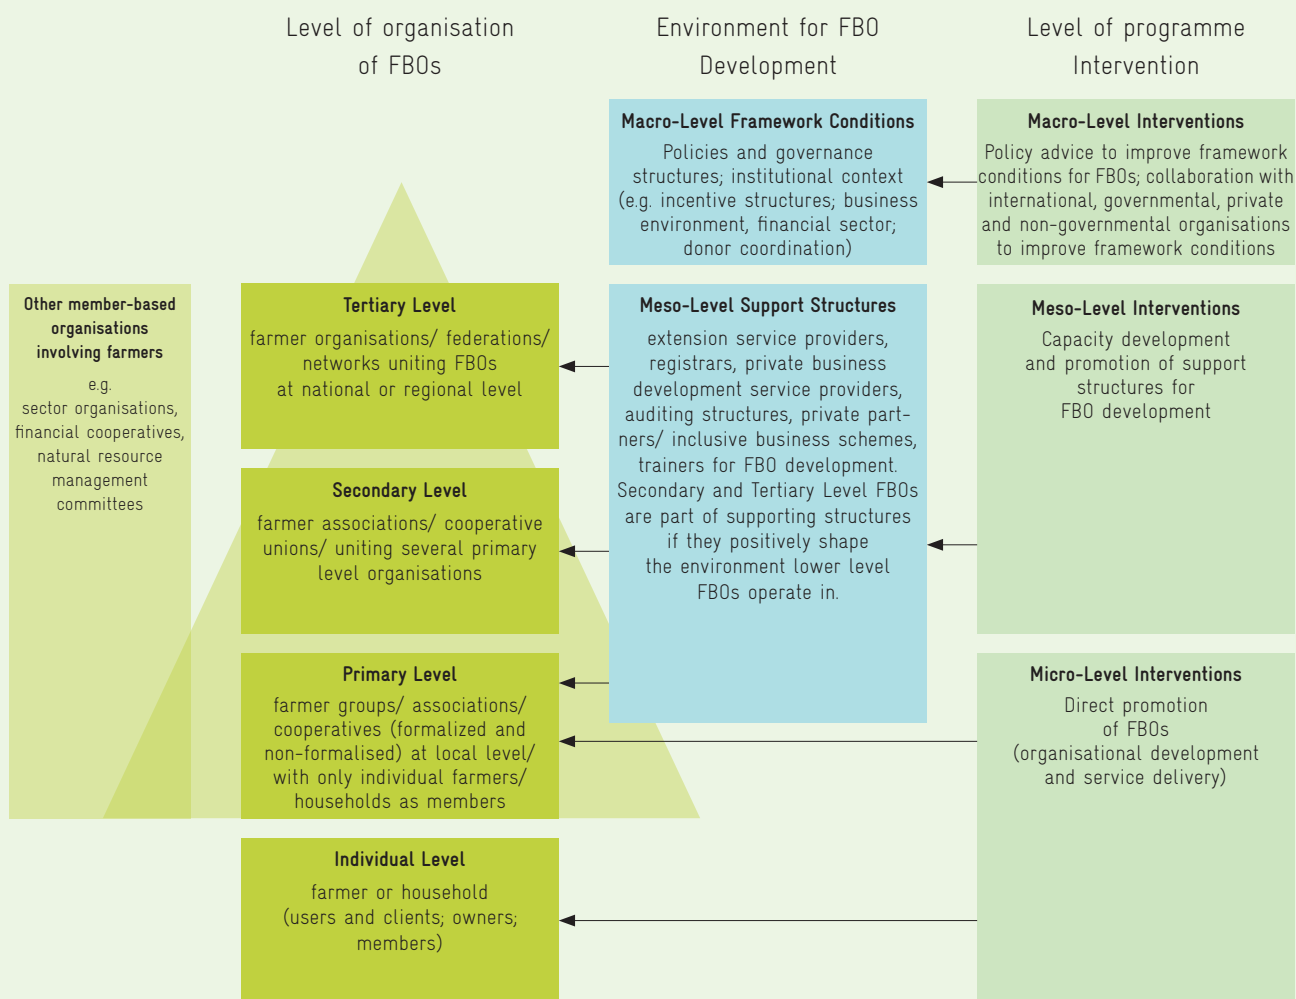 Level of organisation
of FBOs
Environment for FBO
Development
Level of programme
Intervention
Macro-Level Framework Conditions
Policies and governance
structures; institutional context
(e.g. incentive structures; business
environment, financial sector;
donor coordination)
Macro-Level Interventions
Policy advice to improve framework
conditions for FBOs; collaboration with
international, governmental, private
and non-governmental organisations
to improve framework conditions
Other member-based
organisations
involving farmers
e.g.
sector organisations,
financial cooperatives,
natural resource
management
committees
Tertiary Level
farmer organisations/ federations/
networks uniting FBOs
at national or regional level
Meso-Level Support Structures
extension service providers,
registrars, private business
development service providers,
auditing structures, private part-
ners/ inclusive business schemes,
trainers for FBO development.
Secondary and Tertiary Level FBOs
are part of supporting structures
if they positively shape
the environment lower level
FBOs operate in.
Meso-Level Interventions
Capacity development
and promotion of support
structures for
FBO development
Secondary Level
farmer associations/ cooperative
unions/ uniting several primary
level organisations
Primary Level
farmer groups/ associations/
cooperatives (formalized and
non-formalised) at local level/
with only individual farmers/
households as members
Micro-Level Interventions
Direct promotion
of FBOs
(organisational development
and service delivery)
Individual Level
farmer or household
(users and clients; owners;
members)